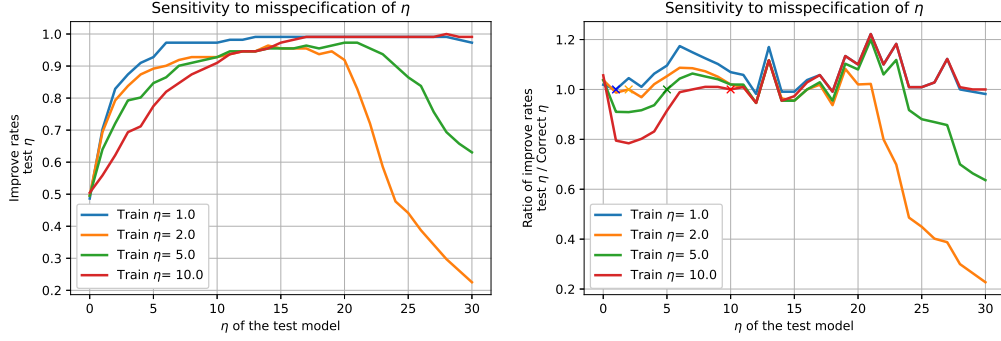 Sensitivity to misspecification of η
Improve rates
test η
1.0
0.9
0.8
0.7
0.6
0.5
0.4
0.3
0.2
Train η= 1.0
Train η= 2.0
Train η= 5.0
Train η= 10.0
0 5 10 15 20 25 30
η of the test model
Sensitivity to misspecification of η
Ratio of improve rates
test η / Correct η
1.2
1.0
0.8
0.6
0.4
0.2
Train η= 1.0
Train η= 2.0
Train η= 5.0
Train η= 10.0
0 5 10 15 20 25 30
η of the test model